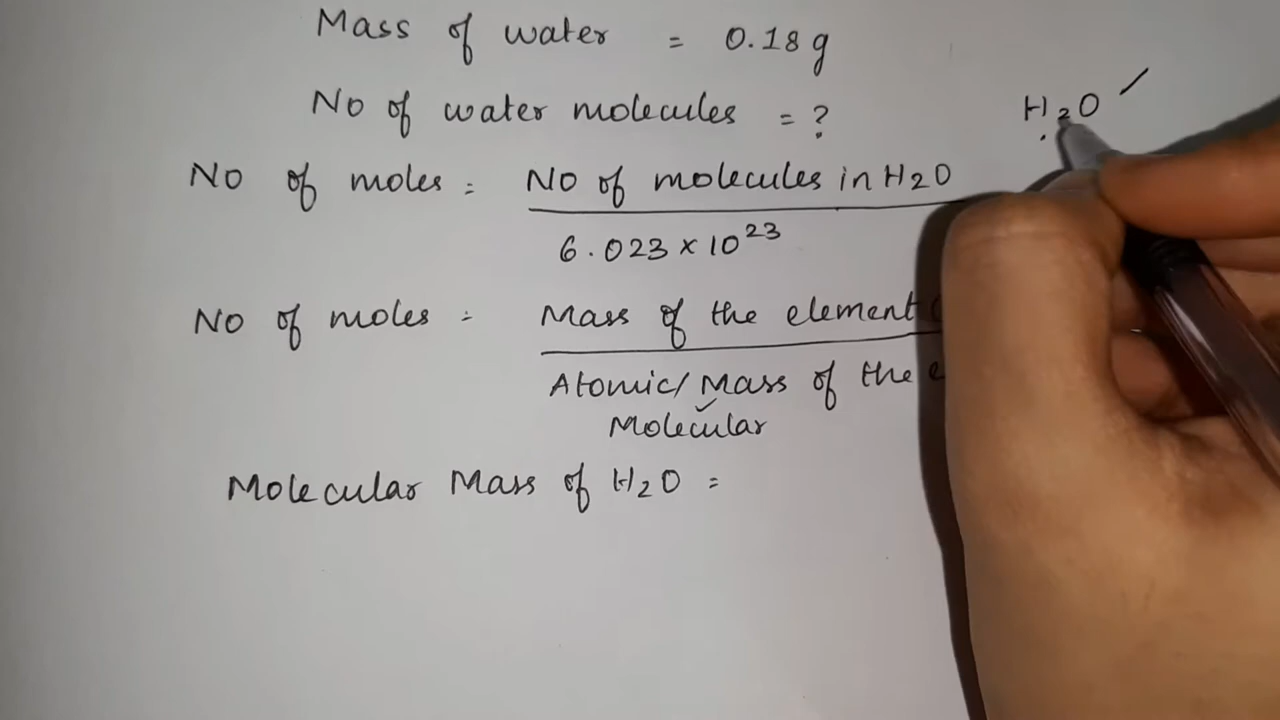 Mass of water = 0.18g
No of water molecules = ?
H2O
No of moles = No of molecules in H2O
6.023 x 10^23
No of moles = Mass of the element
Atomic/ Mass of the
Molecular
Molecular Mass of H2O =